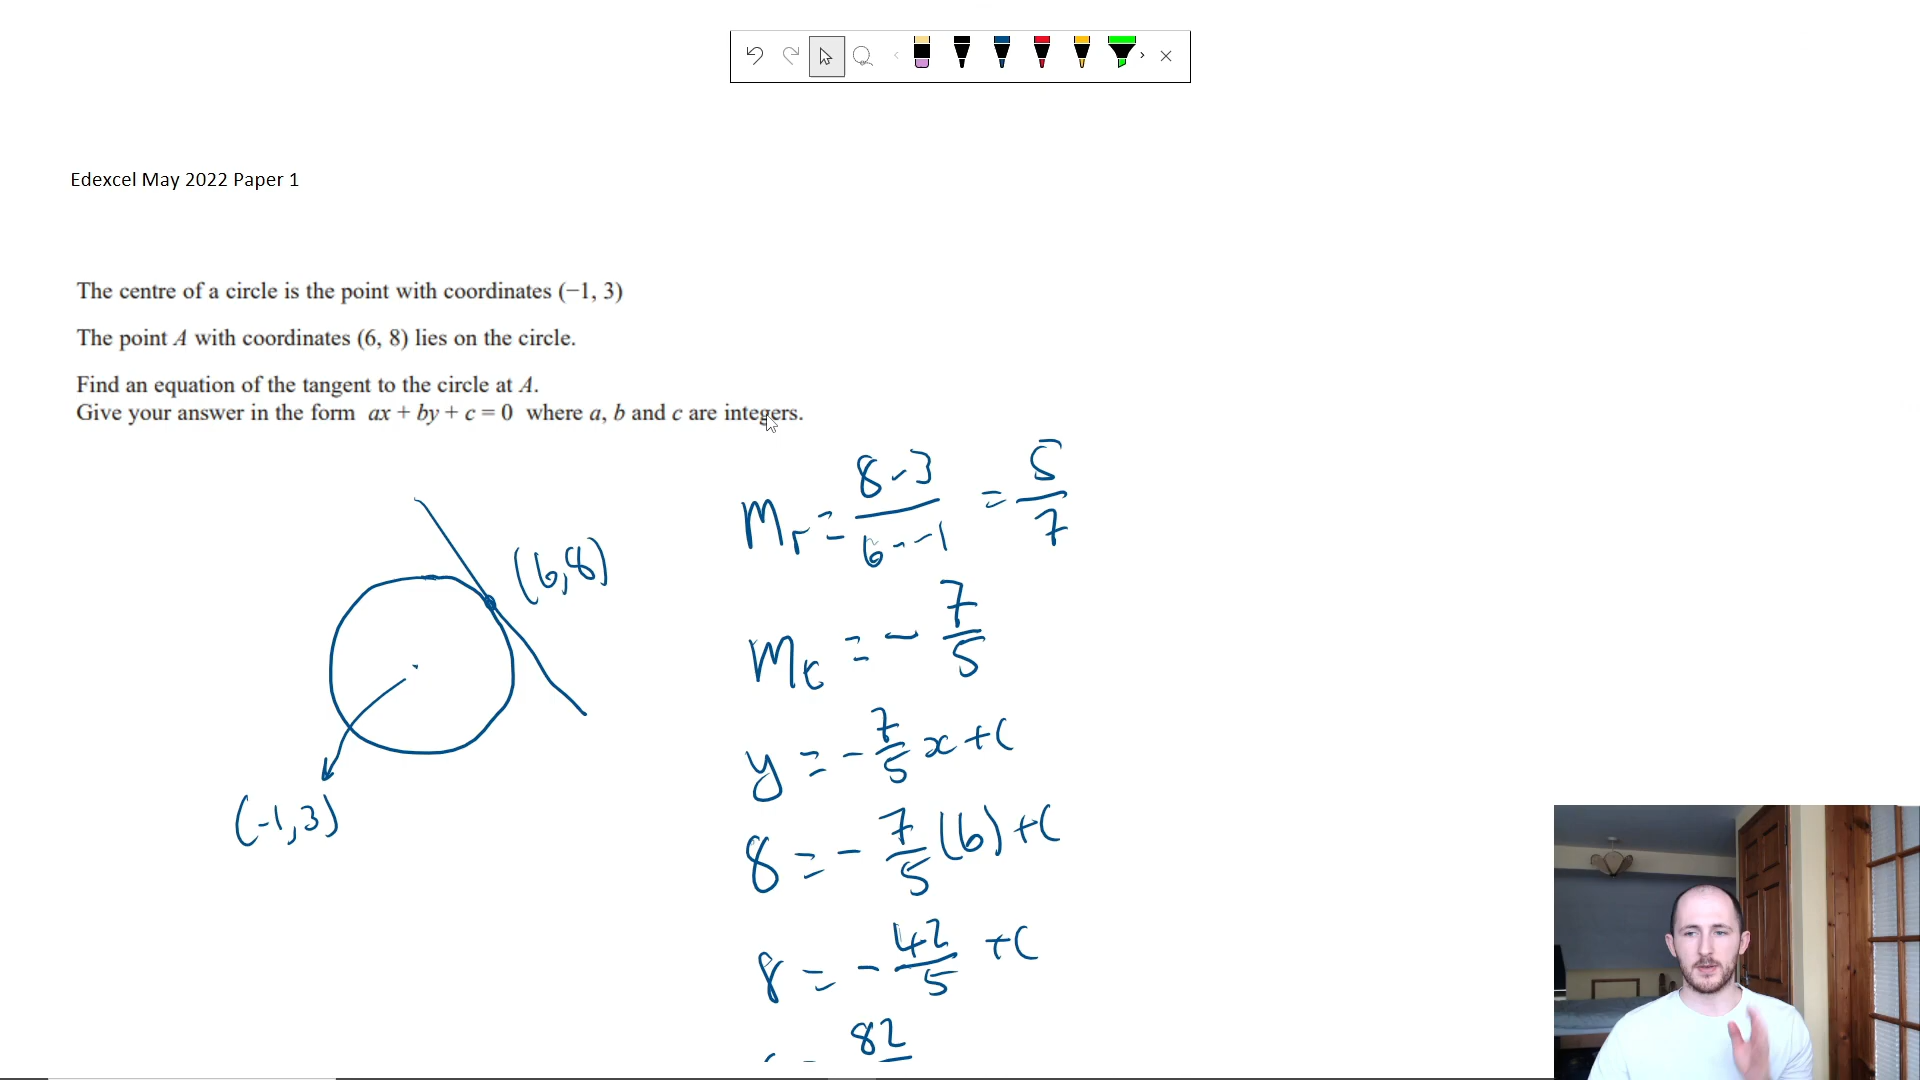 Edexcel May 2022 Paper 1
The centre of a circle is the point with coordinates (−1, 3)
The point A with coordinates (6, 8) lies on the circle.
Find an equation of the tangent to the circle at A.
Give your answer in the form ax + by + c = 0 where a, b and c are integers.
(6,8)
(-1,3)
mr = 8-3/6--1 = 5/7
mt = -7/5
y = -7/5 x + c
8 = -7/5 (6) + c
8 = -42/5 + c
82